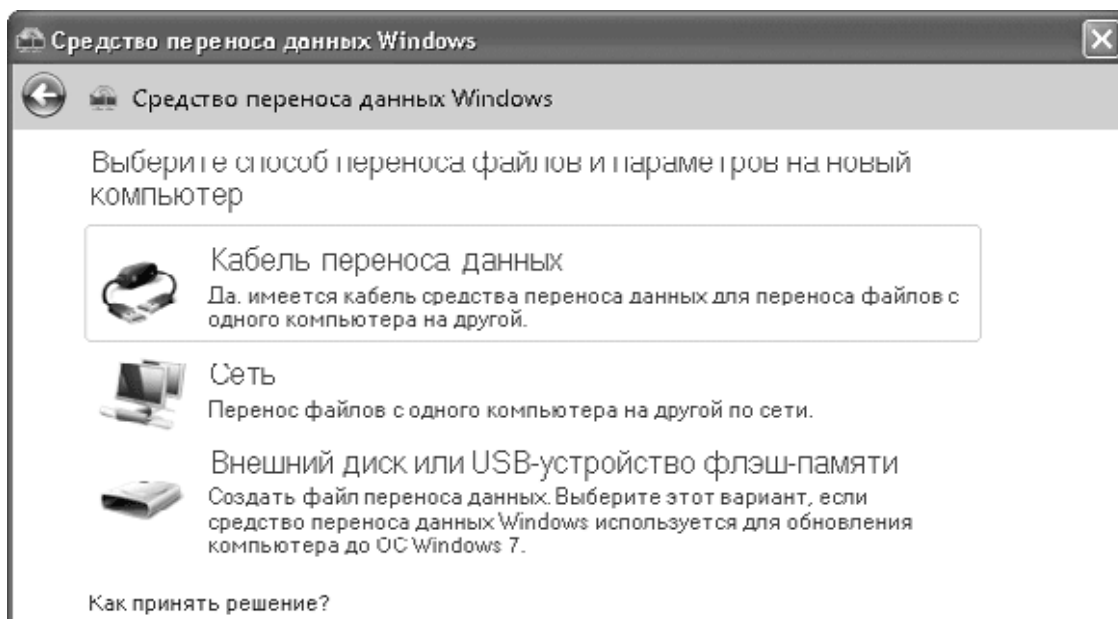 Средство переноса данных Windows
Средство переноса данных Windows
Выберите способ переноса файлов и параметров на новый
компьютер
Кабель переноса данных
Да, имеется кабель средства переноса данных для переноса файлов с
одного компьютера на другой.
Сеть
Перенос файлов с одного компьютера на другой по сети.
Внешний диск или USB-устройство флэш-памяти
Создать файл переноса данных. Выберите этот вариант, если
средство переноса данных Windows используется для обновления
компьютера до ОС Windows 7.
Как принять решение?